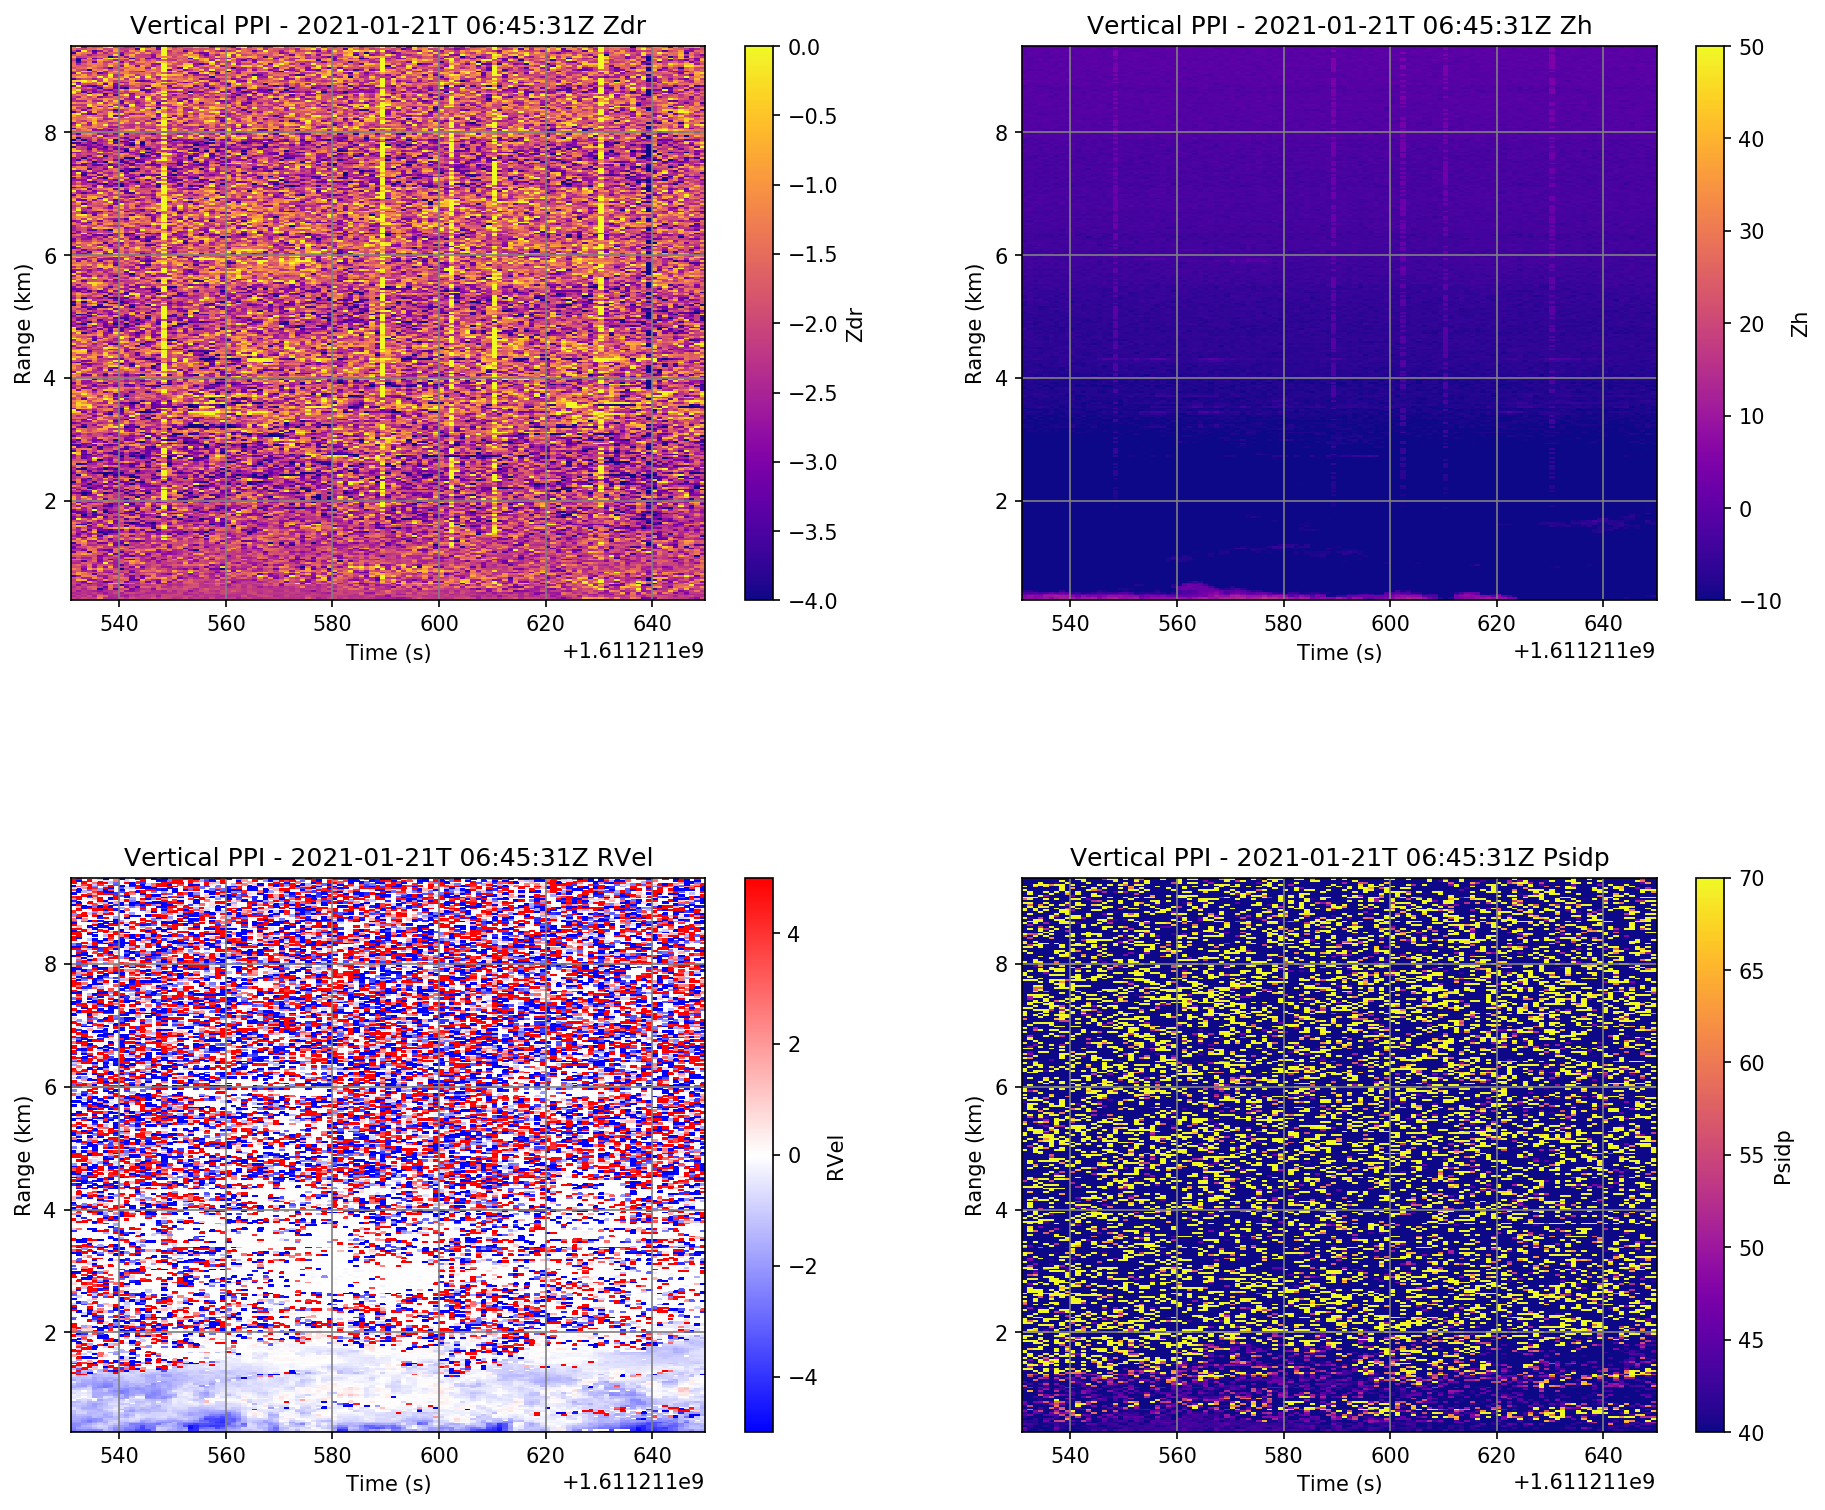 Vertical PPI - 2021-01-21T 06:45:31Z Zdr
8
6
4
2
Range (km)
540 560 580 600 620 640
Time (s)
+1.611211e9
0.0
−0.5
−1.0
−1.5
−2.0
−2.5
−3.0
−3.5
−4.0
Zdr
Vertical PPI - 2021-01-21T 06:45:31Z Zh
8
6
4
2
Range (km)
540 560 580 600 620 640
Time (s)
+1.611211e9
50
40
30
20
10
0
−10
Zh
Vertical PPI - 2021-01-21T 06:45:31Z RVel
8
6
4
2
Range (km)
540 560 580 600 620 640
Time (s)
+1.611211e9
4
2
0
−2
−4
RVel
Vertical PPI - 2021-01-21T 06:45:31Z Psidp
8
6
4
2
Range (km)
540 560 580 600 620 640
Time (s)
+1.611211e9
70
65
60
55
50
45
40
Psidp